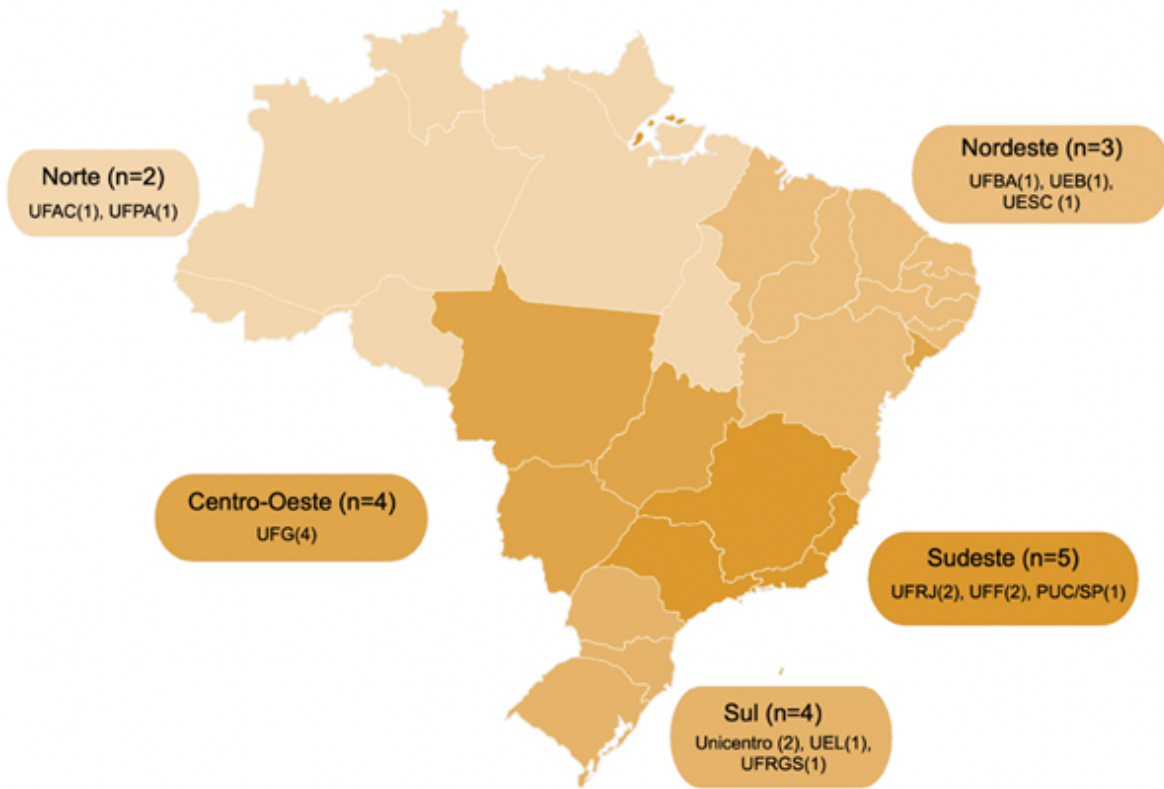 Norte (n=2)
UFAC(1), UFPA(1)
Nordeste (n=3)
UFBA(1), UEB(1),
UESC (1)
Centro-Oeste (n=4)
UFG(4)
Sudeste (n=5)
UFRJ(2), UFF(2), PUC/SP(1)
Sul (n=4)
Unicentro (2), UEL(1),
UFRGS(1)